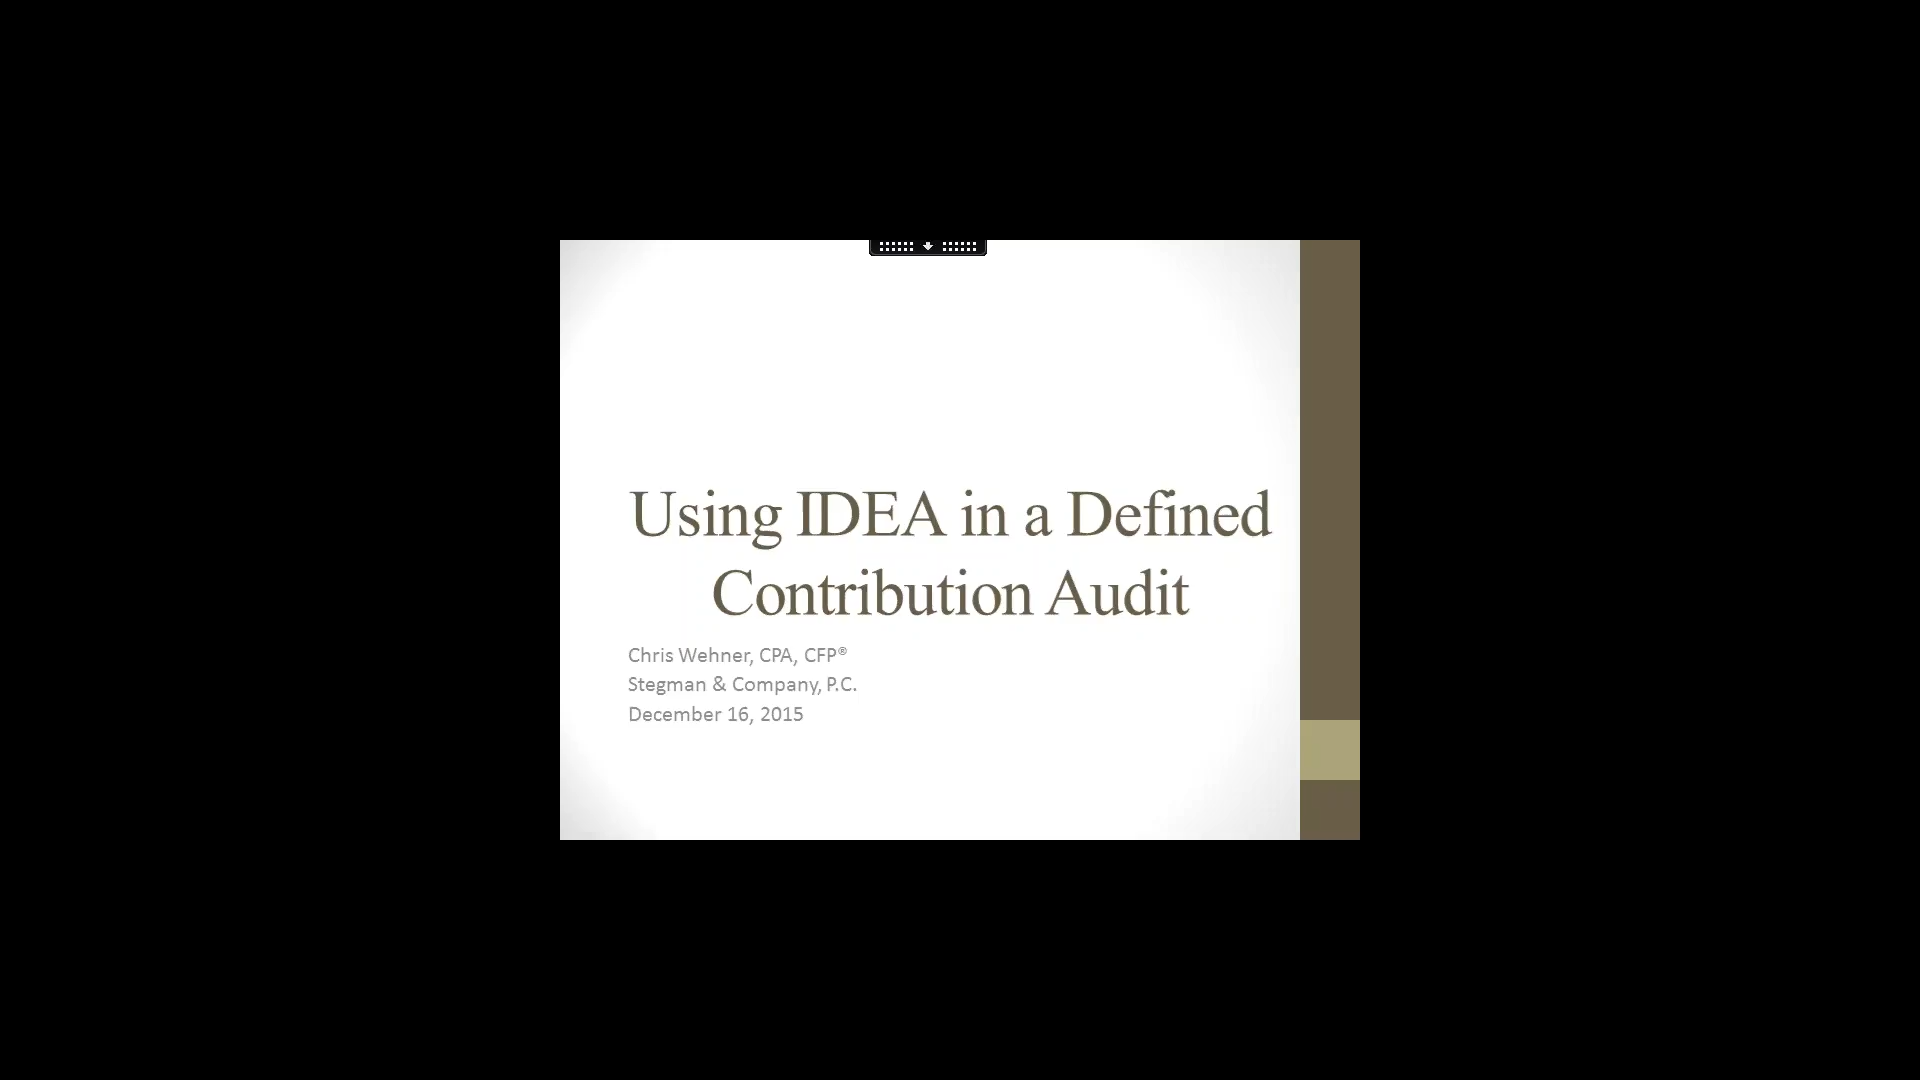 Using IDEA in a Defined
Contribution Audit
Chris Wehner, CPA, CFP®
Stegman & Company, P.C.
December 16, 2015